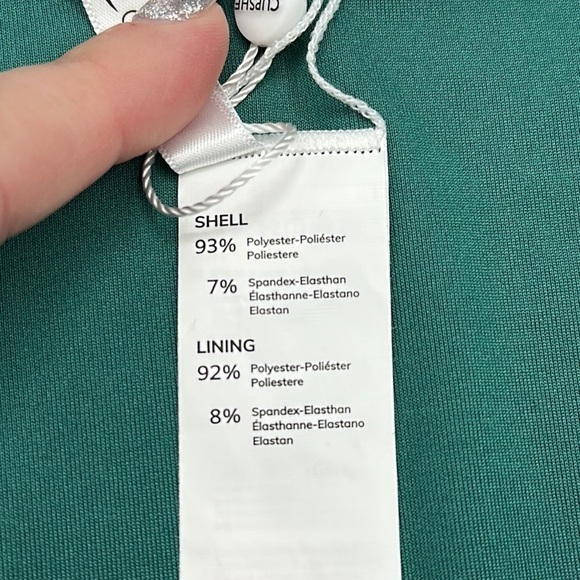 CUPSHE
SHELL
93% Polyester-Poliéster
Poliestere
7% Spandex-Elasthan
Élasthanne-Elastano
Elastan
LINING
92% Polyester-Poliéster
Poliestere
8% Spandex-Elasthan
Élasthanne-Elastano
Elastan